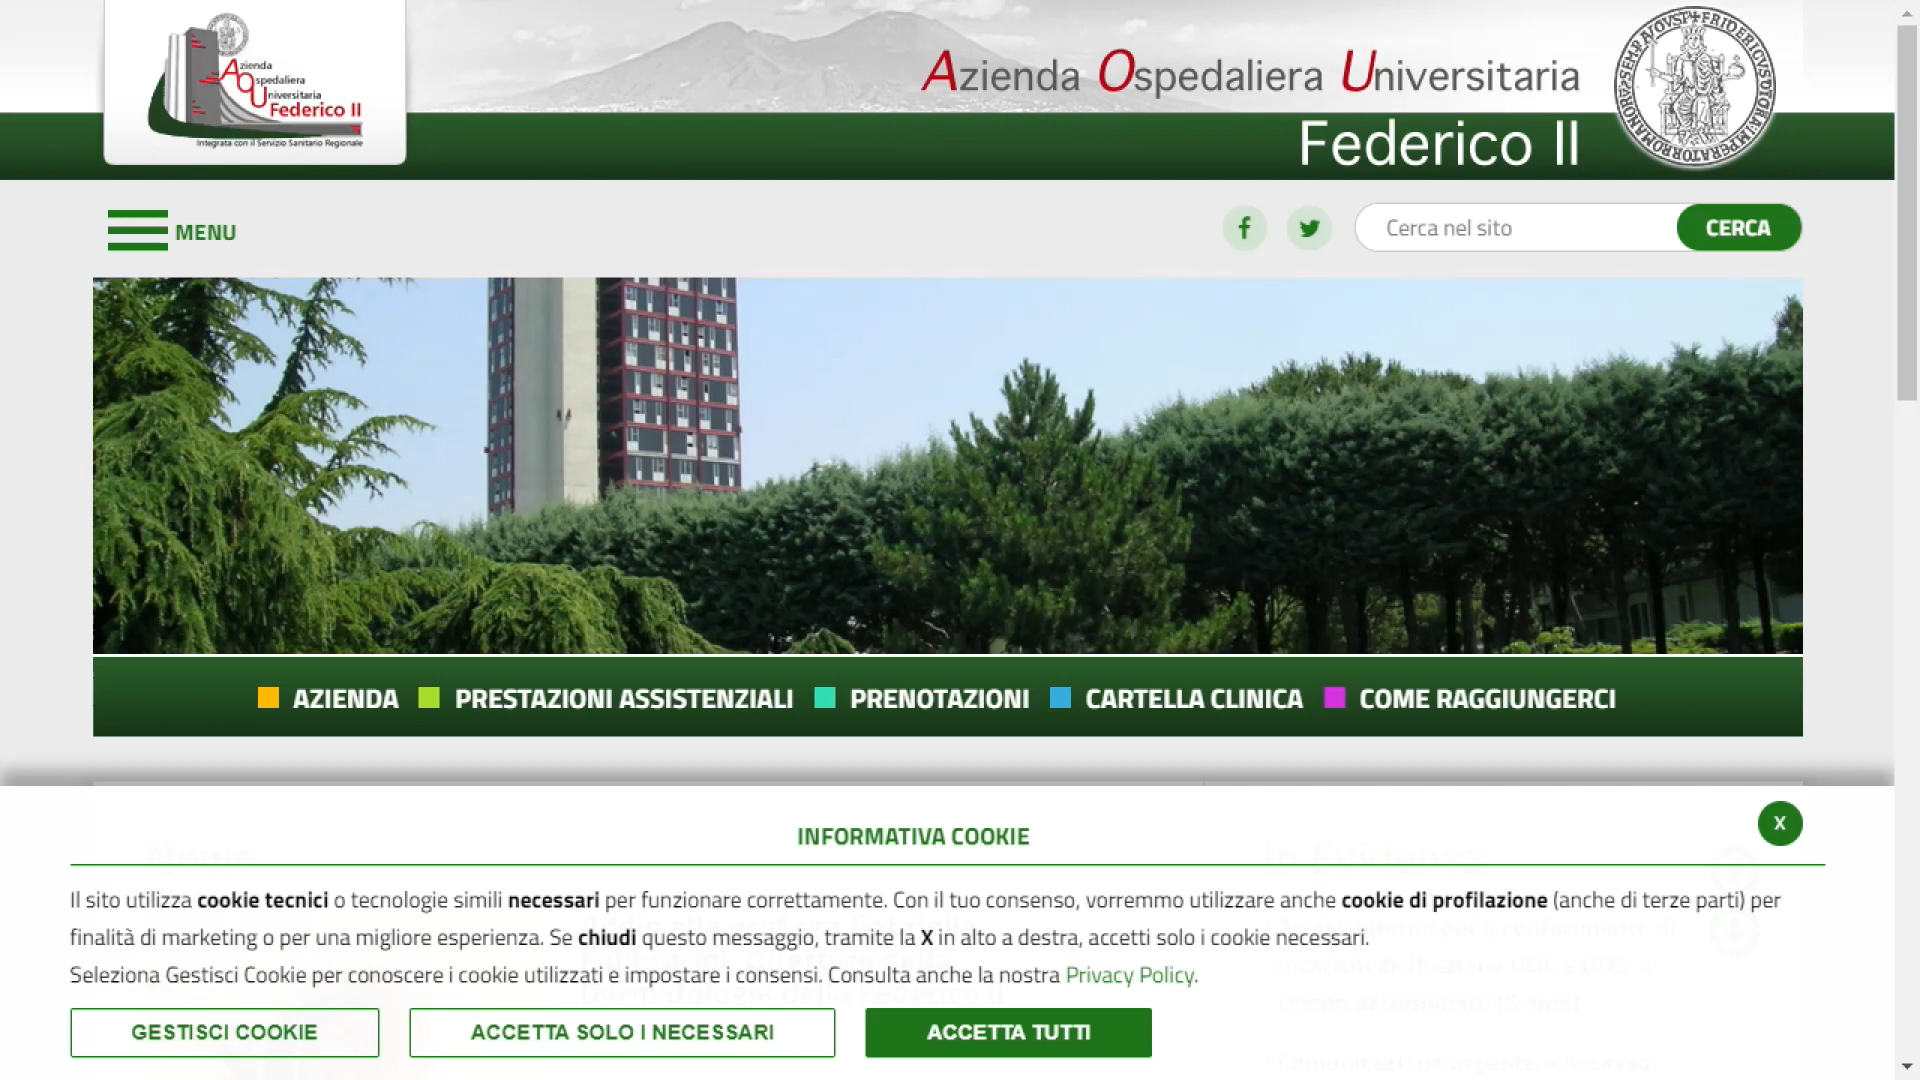 Azienda
Ospedaliera
Universitaria
Federico II
Integrata con il Servizio Sanitario Regionale
Azienda Ospedaliera Universitaria
Federico II
MENU
Cerca nel sito
CERCA
AZIENDA PRESTAZIONI ASSISTENZIALI PRENOTAZIONI CARTELLA CLINICA COME RAGGIUNGERCI
X
INFORMATIVA COOKIE
Il sito utilizza cookie tecnici o tecnologie simili necessari per funzionare correttamente. Con il tuo consenso, vorremmo utilizzare anche cookie di profilazione (anche di terze parti) per
finalità di marketing o per una migliore esperienza. Se chiudi questo messaggio, tramite la X in alto a destra, accetti solo i cookie necessari.
Seleziona Gestisci Cookie per conoscere i cookie utilizzati e impostare i consensi. Consulta anche la nostra Privacy Policy.
GESTISCI COOKIE ACCETTA SOLO I NECESSARI ACCETTA TUTTI